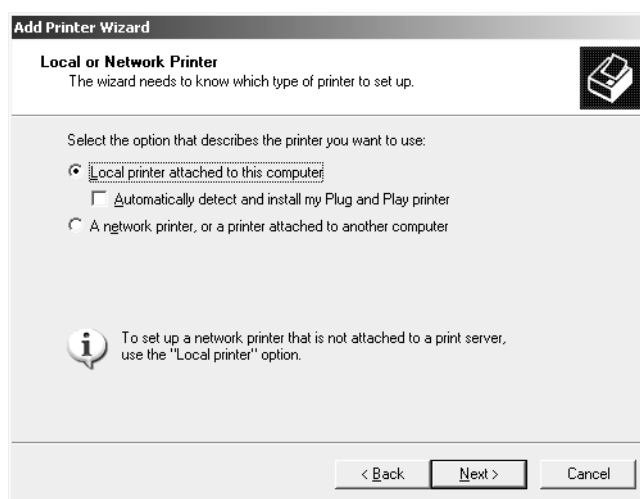 Add Printer Wizard
Local or Network Printer
The wizard needs to know which type of printer to set up.
Select the option that describes the printer you want to use:
Local printer attached to this computer
Automatically detect and install my Plug and Play printer
A network printer, or a printer attached to another computer
To set up a network printer that is not attached to a print server,
use the "Local printer" option.
< Back Next > Cancel